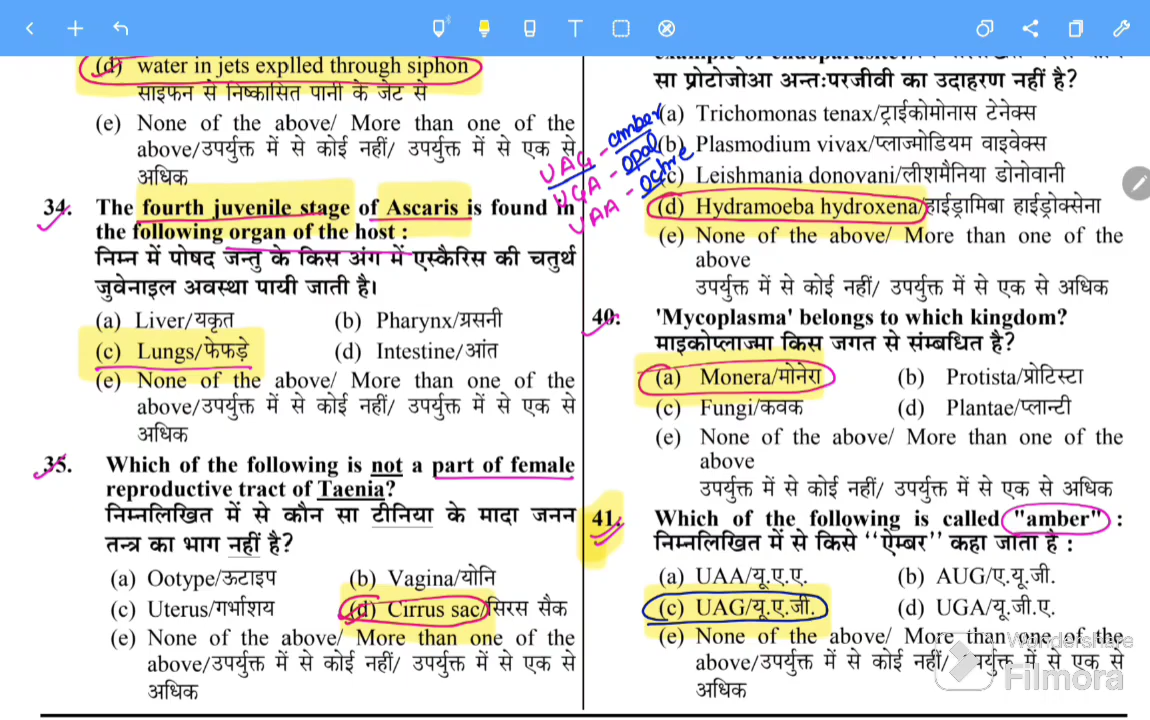 (d) water in jets explled through siphon
साइफन से निष्कासित पानी के जेट से
(e) None of the above/ More than one of the
above/उपर्युक्त में से कोई नहीं/ उपर्युक्त में से एक से
अधिक
34. The fourth juvenile stage of Ascaris is found in
the following organ of the host :
निम्न में पोषद जन्तु के किस अंग में एस्कैरिस की चतुर्थ
जुवेनाइल अवस्था पायी जाती है।
(a) Liver/यकृत (b) Pharynx/ग्रसनी
(c) Lungs/फेफड़े (d) Intestine/आंत
(e) None of the above/ More than one of the
above/उपर्युक्त में से कोई नहीं/ उपर्युक्त में से एक से
अधिक
35. Which of the following is not a part of female
reproductive tract of Taenia?
निम्नलिखित में से कौन सा टीनिया के मादा जनन
तन्त्र का भाग नहीं है?
(a) Ootype/ऊटाइप (b) Vagina/योनि
(c) Uterus/गर्भाशय (d) Cirrus sac/सिरस सैक
(e) None of the above/ More than one of the
above/उपर्युक्त में से कोई नहीं/ उपर्युक्त में से एक से
अधिक
UAG - amber
UGA - opal
UAA - ochre
सा प्रोटोजोआ अन्तःपरजीवी का उदाहरण नहीं है?
(a) Trichomonas tenax/ट्राईकोमोनास टेनेक्स
(b) Plasmodium vivax/प्लाज्मोडियम वाइवेक्स
(c) Leishmania donovani/लीशमैनिया डोनोवानी
(d) Hydramoeba hydroxena/हाईड्रामिबा हाईड्रोक्सेना
(e) None of the above/ More than one of the
above
उपर्युक्त में से कोई नहीं/ उपर्युक्त में से एक से अधिक
40. 'Mycoplasma' belongs to which kingdom?
माइकोप्लाज्मा किस जगत से संम्बधित है?
(a) Monera/मोनेरा (b) Protista/प्रोटिस्टा
(c) Fungi/कवक (d) Plantae/प्लान्टी
(e) None of the above/ More than one of the
above
उपर्युक्त में से कोई नहीं/ उपर्युक्त में से एक से अधिक
41. Which of the following is called "amber" :
निम्नलिखित में से किसे ‘‘ऐम्बर’’ कहा जाता है :
(a) UAA/यू.ए.ए. (b) AUG/ए.यू.जी.
(c) UAG/यू.ए.जी. (d) UGA/यू.जी.ए.
(e) None of the above/ More than one of the
above/उपर्युक्त में से कोई नहीं/ उपर्युक्त में से एक से
अधिक
Wondershare
Filmora